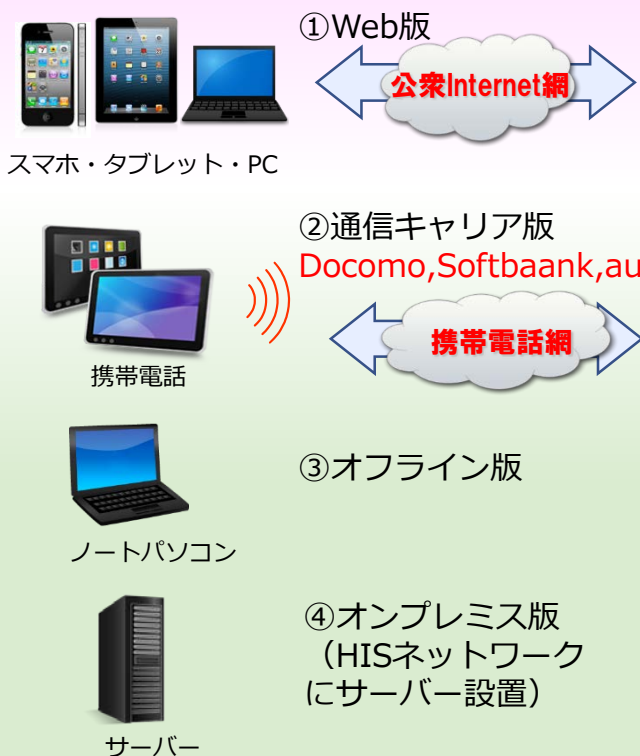 ①Web版
公衆Internet網
スマホ・タブレット・PC
②通信キャリア版
Docomo,Softbaank,au
携帯電話網
携帯電話
③オフライン版
ノートパソコン
④オンプレミス版
（HISネットワーク
にサーバー設置）
サーバー